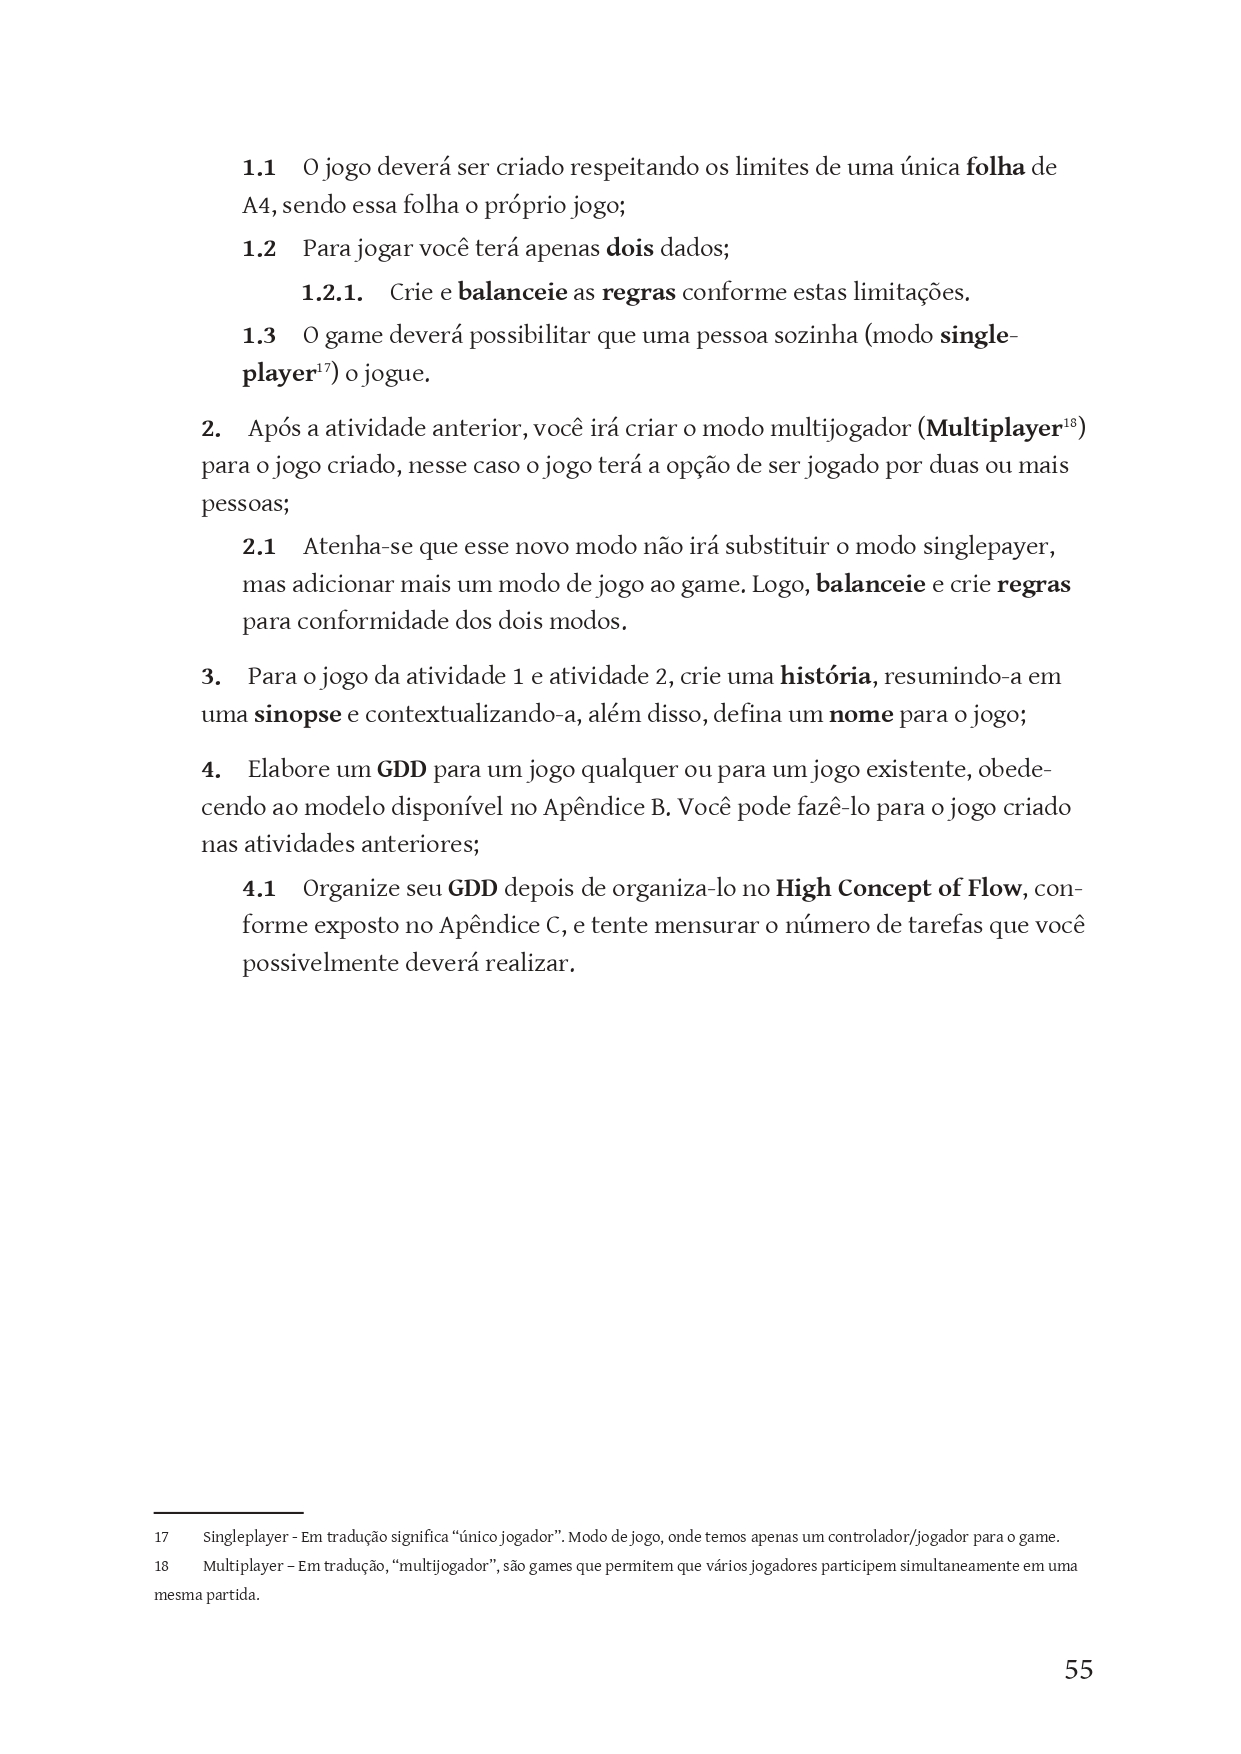 1.1 O jogo deverá ser criado respeitando os limites de uma única folha de
A4, sendo essa folha o próprio jogo;
1.2 Para jogar você terá apenas dois dados;
1.2.1. Crie e balanceie as regras conforme estas limitações.
1.3 O game deverá possibilitar que uma pessoa sozinha (modo single-
player17) o jogue.
2. Após a atividade anterior, você irá criar o modo multijogador (Multiplayer18)
para o jogo criado, nesse caso o jogo terá a opção de ser jogado por duas ou mais
pessoas;
2.1 Atenha-se que esse novo modo não irá substituir o modo singlepayer,
mas adicionar mais um modo de jogo ao game. Logo, balanceie e crie regras
para conformidade dos dois modos.
3. Para o jogo da atividade 1 e atividade 2, crie uma história, resumindo-a em
uma sinopse e contextualizando-a, além disso, defina um nome para o jogo;
4. Elabore um GDD para um jogo qualquer ou para um jogo existente, obede-
cendo ao modelo disponível no Apêndice B. Você pode fazê-lo para o jogo criado
nas atividades anteriores;
4.1 Organize seu GDD depois de organiza-lo no High Concept of Flow, con-
forme exposto no Apêndice C, e tente mensurar o número de tarefas que você
possivelmente deverá realizar.
17 Singleplayer - Em tradução significa “único jogador”. Modo de jogo, onde temos apenas um controlador/jogador para o game.
18 Multiplayer – Em tradução, “multijogador”, são games que permitem que vários jogadores participem simultaneamente em uma
mesma partida.
55